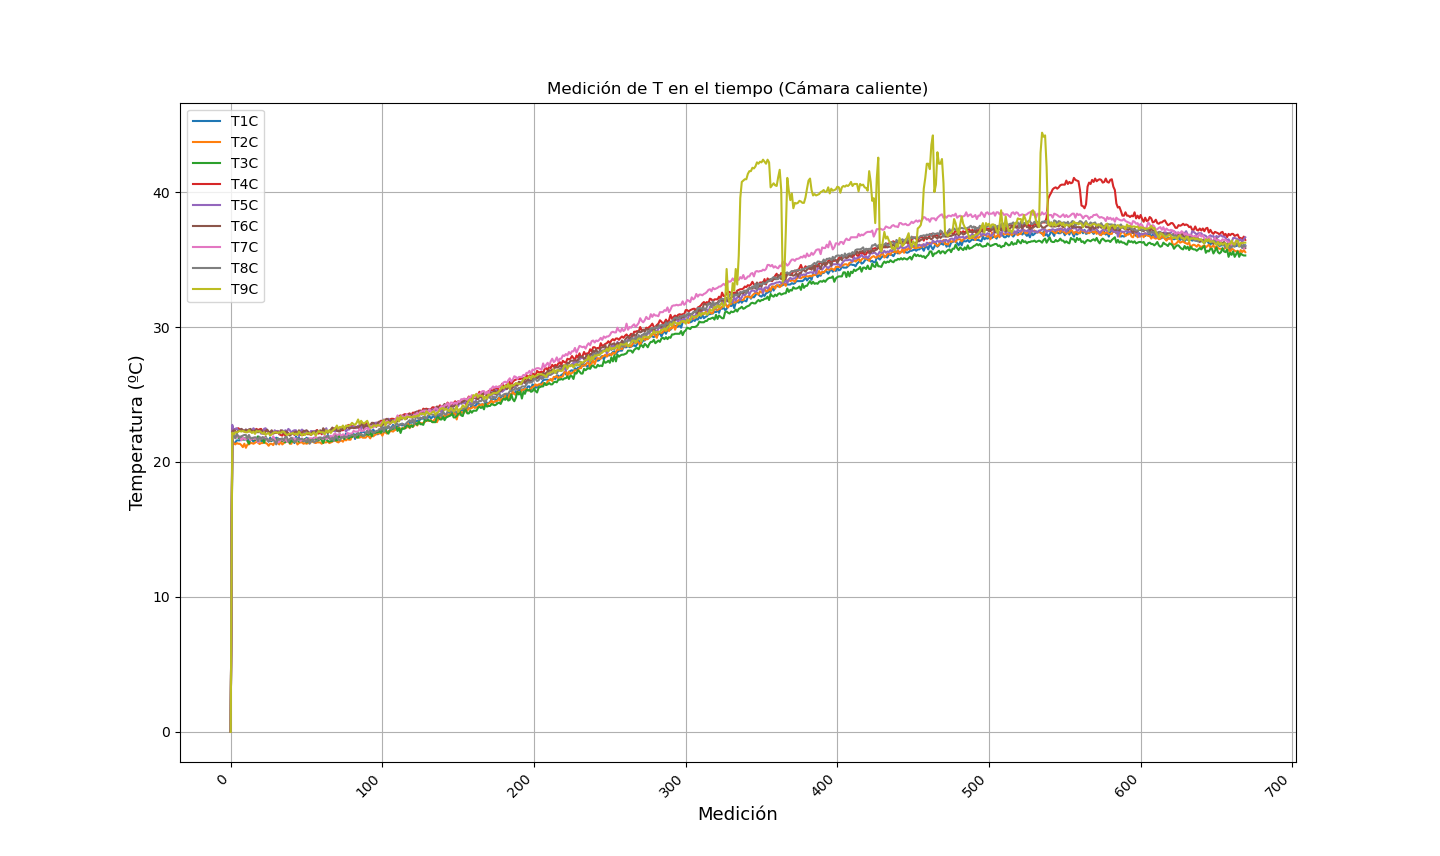 Medición de T en el tiempo (Cámara caliente)
T1C
T2C
T3C
T4C
T5C
T6C
T7C
T8C
T9C
Temperatura (ºC)
40
30
20
10
0
0
100
200
300
400
500
600
700
Medición